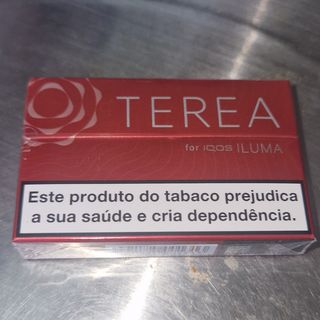 TEREA
for IQOS ILUMA
Este produto do tabaco prejudica
a sua saúde e cria dependência.